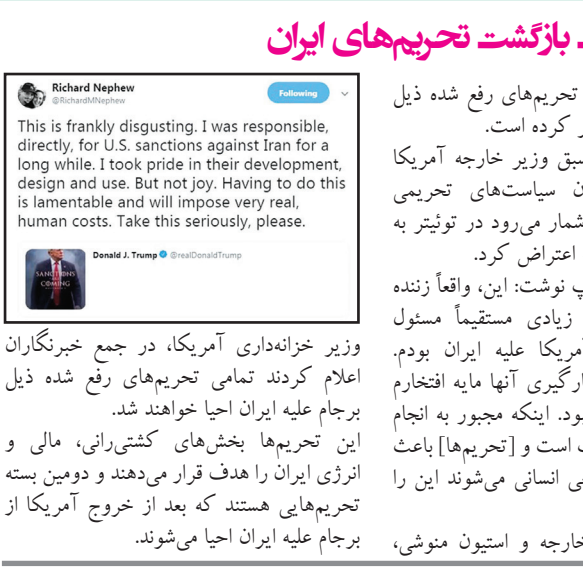 بازگشت تحریم‌های ایران
تحریم‌های رفع شده ذیل
کرده است.
سبق وزیر خارجه آمریکا
سیاست‌های تحریمی
شمار می‌رود در توئیتر به
اعتراض کرد.
نوشت: این، واقعاً زننده
زیادی مستقیماً مسئول
آمریکا علیه ایران بودم.
کارگیری آنها مایه افتخارم
بود. اینکه مجبور به انجام
است و [تحریم‌ها] باعث
انسانی می‌شوند این را
خارجه و استیون منوشی،
Richard Nephew
@RichardMNephew
Following
This is frankly disgusting. I was responsible,
directly, for U.S. sanctions against Iran for a
long while. I took pride in their development,
design and use. But not joy. Having to do this
is lamentable and will impose very real,
human costs. Take this seriously, please.
SANCTIONS
COMING
Donald J. Trump @realDonaldTrump
وزیر خزانه‌داری آمریکا، در جمع خبرنگاران
اعلام کردند تمامی تحریم‌های رفع شده ذیل
برجام علیه ایران احیا خواهند شد.
این تحریم‌ها بخش‌های کشتی‌رانی، مالی و
انرژی ایران را هدف قرار می‌دهند و دومین بسته
تحریم‌هایی هستند که بعد از خروج آمریکا از
برجام علیه ایران احیا می‌شوند.